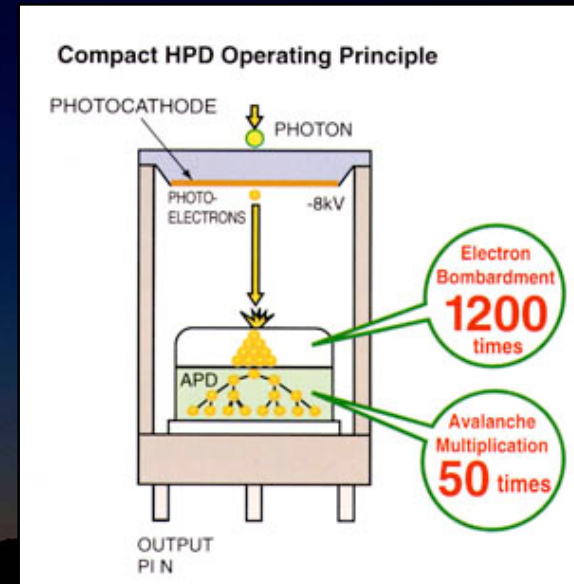 Compact HPD Operating Principle
PHOTOCATHODE
PHOTON
PHOTO-
ELECTRONS
-8kV
Electron
Bombardment
1200
times
APD
Avalanche
Multiplication
50 times
OUTPUT
PI N